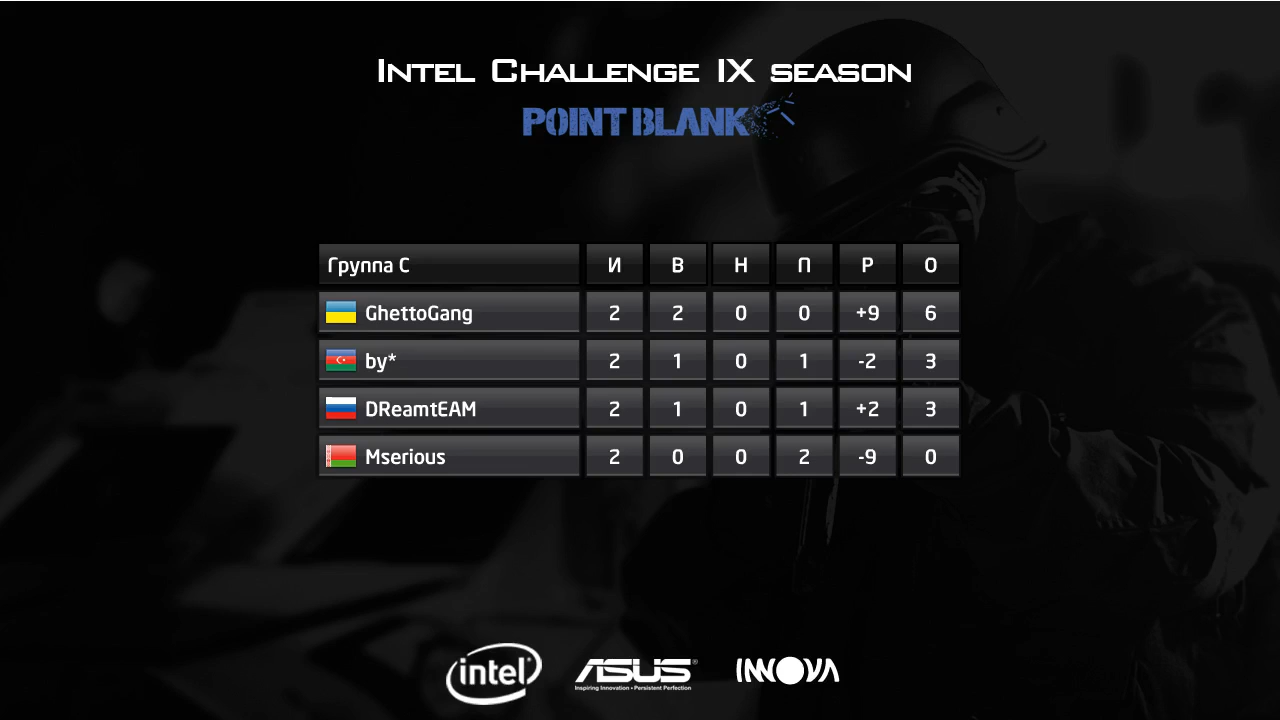 Intel Challenge IX season
POINT BLANK
Группа C И В Н П Р О
GhettoGang 2 2 0 0 +9 6
by* 2 1 0 1 -2 3
DReamtEAM 2 1 0 1 +2 3
Mserious 2 0 0 2 -9 0
intel ASUS INNOVA
Inspiring Innovation • Persistent Perfection